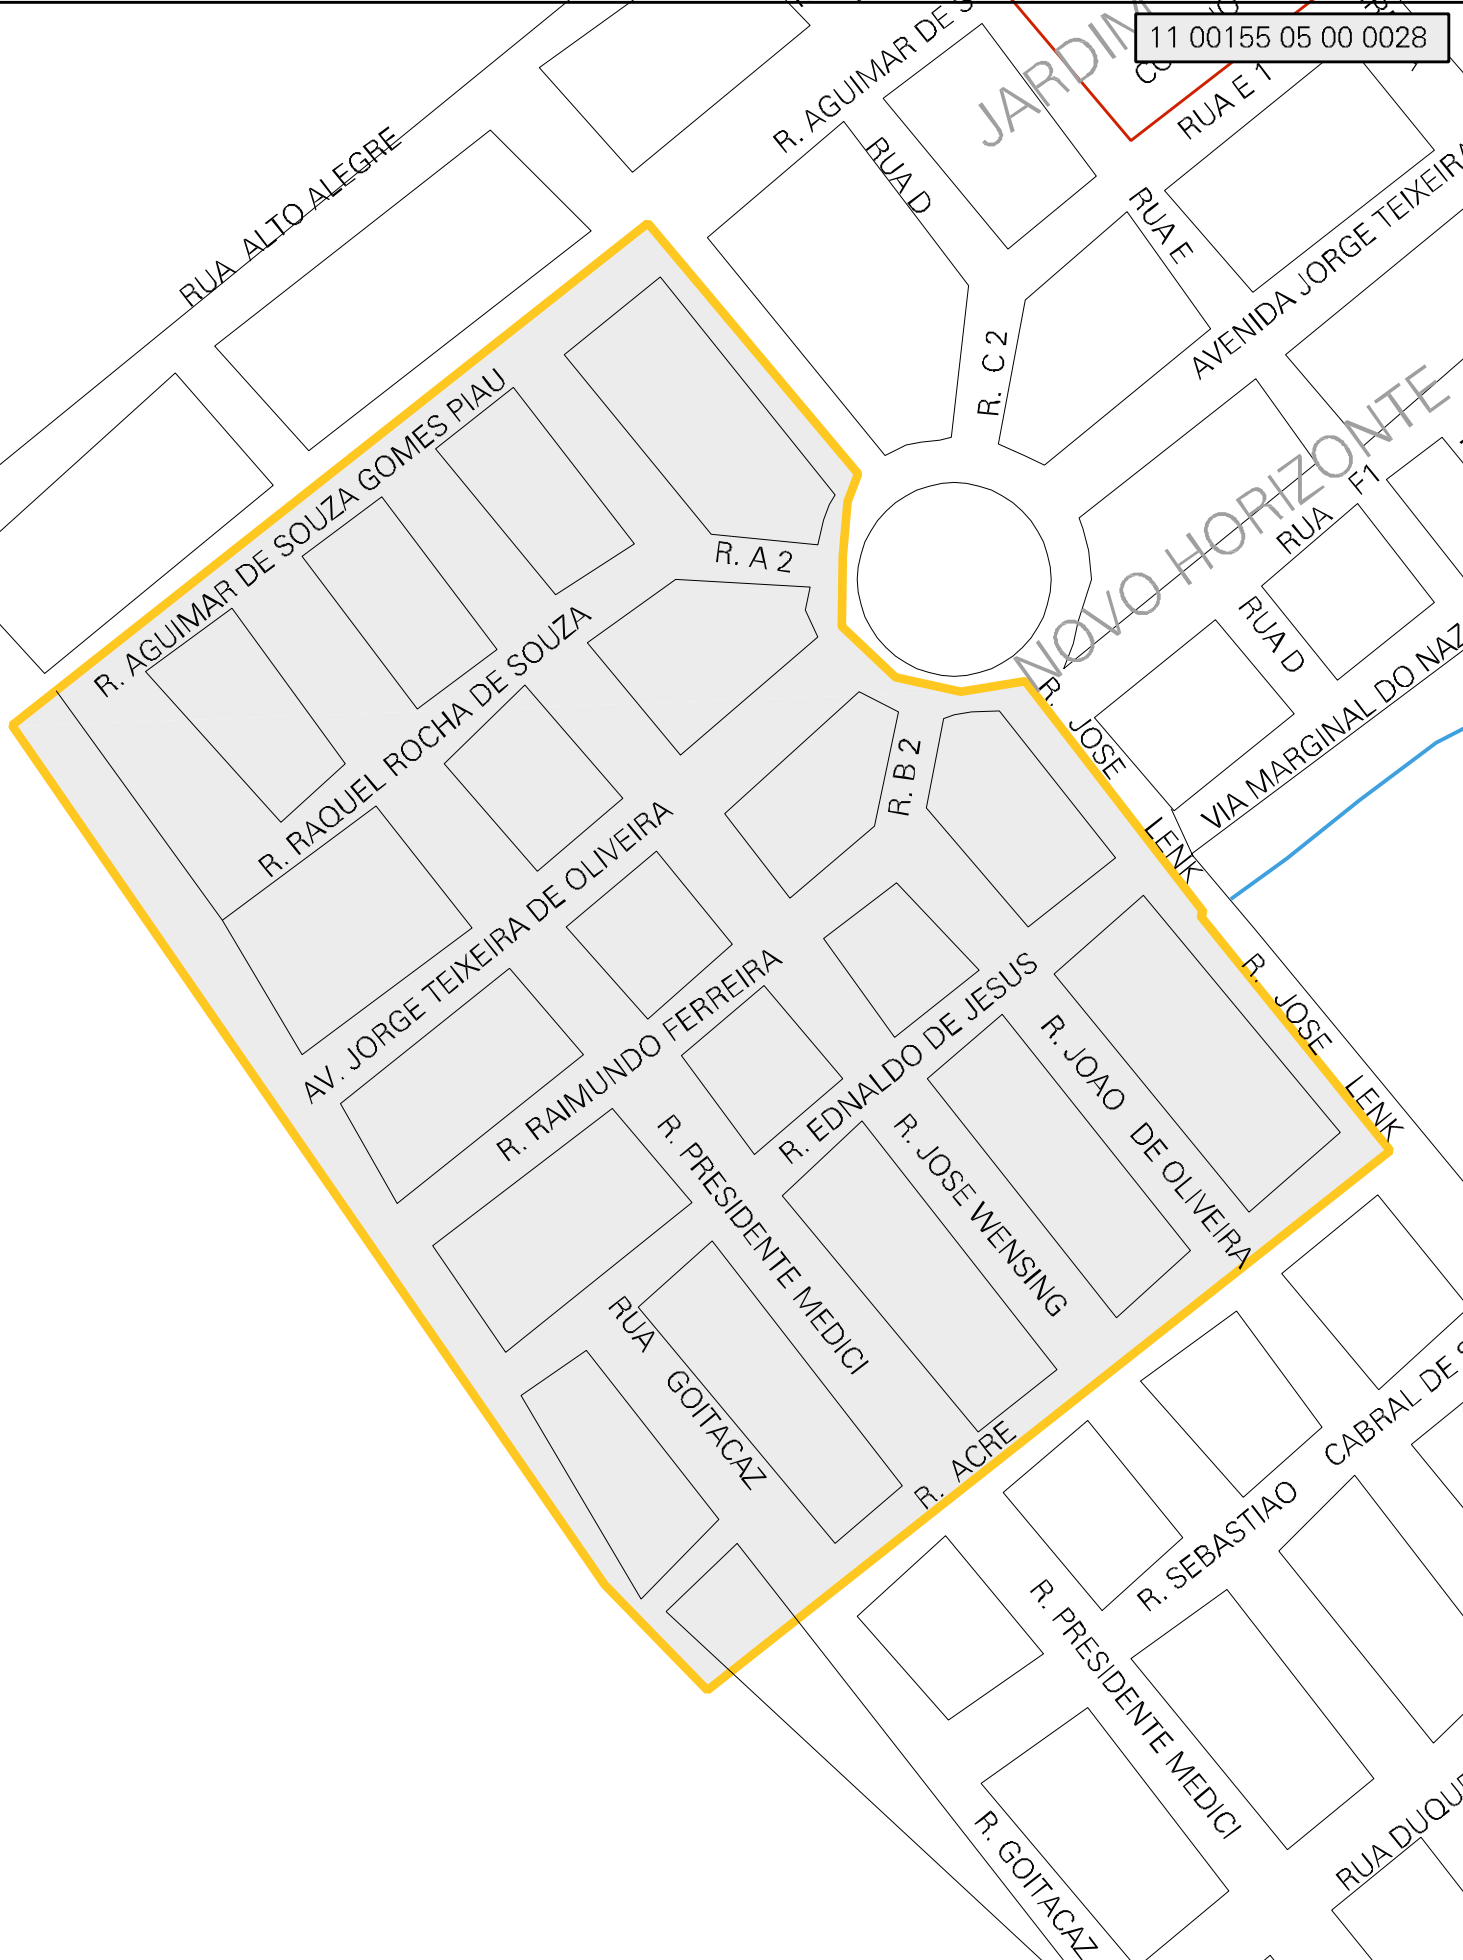 11 00155 05 00 0028
R. AGUIMAR DE S
JARDIM
RUA E 1
RUA D
RUA ALTO ALEGRE
RUA E
AVENIDA JORGE TEIXEIRA
R. C 2
NOVO HORIZONTE
R. AGUIMAR DE SOUZA GOMES PIAU
RUA F1
R. A 2
RUA D
R. RAQUEL ROCHA DE SOUZA
R. JOSE LENK
VIA MARGINAL DO NAZ
R. B 2
AV. JORGE TEIXEIRA DE OLIVEIRA
R. RAIMUNDO FERREIRA
R. EDNALDO DE JESUS
R. JOSE LENK
R. JOAO DE OLIVEIRA
R. PRESIDENTE MEDICI
R. JOSE WENSING
RUA GOITACAZ
R. ACRE
R. SEBASTIAO CABRAL DE S
R. PRESIDENTE MEDICI
R. GOITACAZ
RUA DUQUE